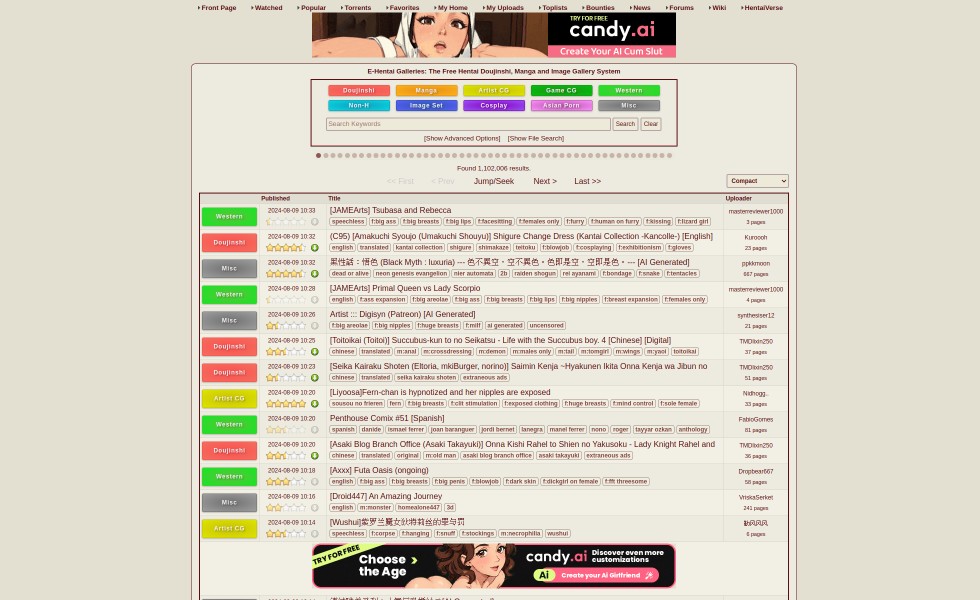 Front Page Watched Popular Torrents Favorites My Home My Uploads Toplists Bounties News Forums Wiki HentaiVerse
TRY FOR FREE
candy.ai
Create Your AI Cum Slut
E-Hentai Galleries: The Free Hentai Doujinshi, Manga and Image Gallery System
Doujinshi Manga Artist CG Game CG Western
Non-H Image Set Cosplay Asian Porn Misc
Search Keywords Search Clear
[Show Advanced Options] [Show File Search]
Found 1,102,006 results.
<< First < Prev Jump/Seek Next > Last >> Compact
Published Title Uploader
Western 2024-08-09 10:33 [JAMEArts] Tsubasa and Rebecca masterreviewer1000
speechless f:big ass f:big breasts f:big lips f:facesitting f:females only f:furry f:human on furry f:kissing f:lizard girl 3 pages
Doujinshi 2024-08-09 10:32 (C95) [Amakuchi Syoujo (Umakuchi Shouyu)] Shigure Change Dress (Kantai Collection -Kancolle-) [English] Kuroooh
english translated kantai collection shigure shimakaze teitoku f:blowjob f:cosplaying f:exhibitionism f:gloves 23 pages
Misc 2024-08-09 10:32 黑性話：悟色 (Black Myth : luxuria) --- 色不異空・空不異色・色即是空・空即是色・--- [AI Generated] ppkkmoon
dead or alive neon genesis evangelion nier automata 2b raiden shogun rei ayanami f:bondage f:snake f:tentacles 667 pages
Western 2024-08-09 10:28 [JAMEArts] Primal Queen vs Lady Scorpio masterreviewer1000
english f:ass expansion f:big areolae f:big ass f:big breasts f:big lips f:big nipples f:breast expansion f:females only 4 pages
Misc 2024-08-09 10:26 Artist ::: Digisyn (Patreon) [AI Generated] synthesiser12
f:big areolae f:big nipples f:huge breasts f:milf ai generated uncensored 21 pages
Doujinshi 2024-08-09 10:25 [Toitoikai (Toitoi)] Succubus-kun to no Seikatsu - Life with the Succubus boy. 4 [Chinese] [Digital] TMDlixin250
chinese translated m:anal m:crossdressing m:demon m:males only m:tail m:tomgirl m:wings m:yaoi toitoikai 37 pages
Doujinshi 2024-08-09 10:23 [Seika Kairaku Shoten (Eltoria, mkiBurger, norino)] Saimin Kenja ~Hyakunen Ikita Onna Kenja wa Jibun no TMDlixin250
chinese translated seika kairaku shoten extraneous ads 51 pages
Artist CG 2024-08-09 10:20 [Liyoosa]Fern-chan is hypnotized and her nipples are exposed Nidhogg..
sousou no frieren fern f:big breasts f:clit stimulation f:exposed clothing f:huge breasts f:mind control f:sole female 33 pages
Western 2024-08-09 10:20 Penthouse Comix #51 [Spanish] FabioGomes
spanish danide ismael ferrer joan baranguer jordi bernet lanegra manel ferrer nono roger tayyar ozkan anthology 81 pages
Doujinshi 2024-08-09 10:20 [Asaki Blog Branch Office (Asaki Takayuki)] Onna Kishi Rahel to Shien no Yakusoku - Lady Knight Rahel and TMDlixin250
chinese translated original m:old man asaki blog branch office asaki takayuki extraneous ads 36 pages
Western 2024-08-09 10:18 [Axxx] Futa Oasis (ongoing) Dropbear667
english f:big ass f:big breasts f:big penis f:blowjob f:dark skin f:dickgirl on female f:fft threesome 58 pages
Misc 2024-08-09 10:16 [Droid447] An Amazing Journey VriskaSerket
english m:monster homealone447 3d 241 pages
Artist CG 2024-08-09 10:14 [Wushui]紫罗兰魔女狄特莉丝的罪与罚
speechless f:corpse f:hanging f:snuff f:stockings m:necrophilia wushui 6 pages
TRY FOR FREE
Choose the Age
candy.ai
Discover even more customizations
Ai Create your AI Girlfriend